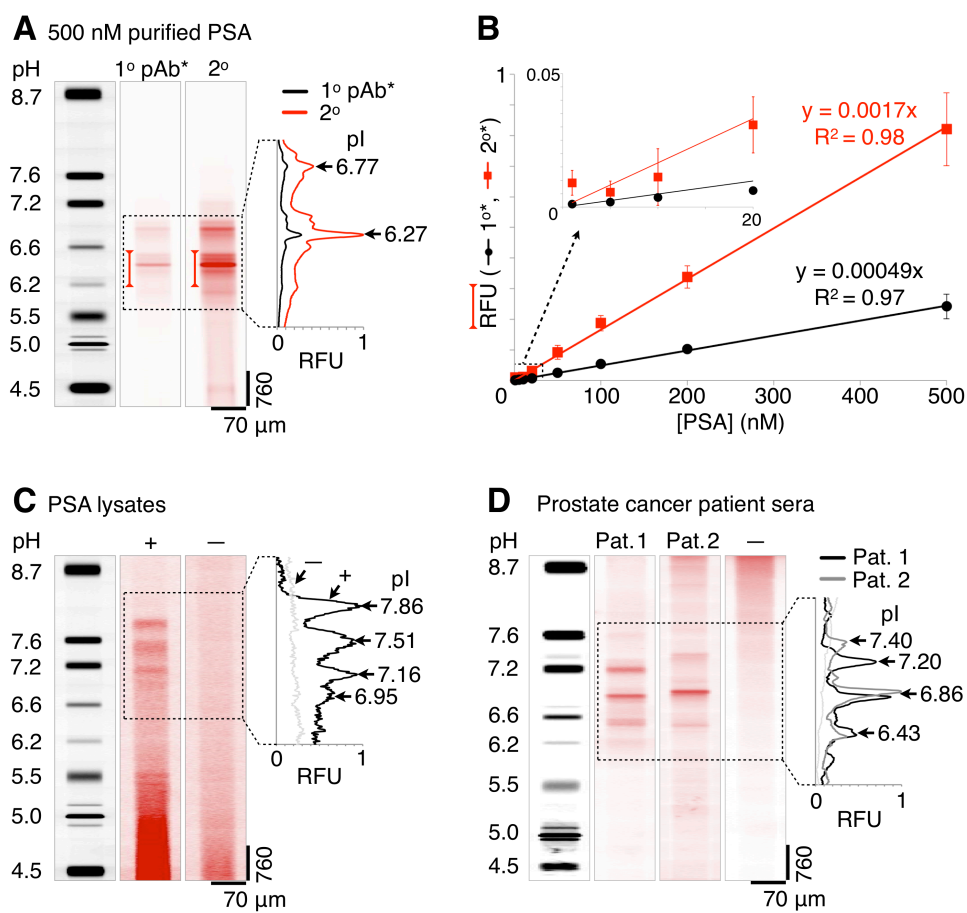 A 500 nM purified PSA
pH 1º pAb* 2º
8.7
7.6
7.2
6.6
6.2
5.5
5.0
4.5
1º pAb*
2º
pI
6.77
6.27
0 1
RFU
760
70 µm
B
1
0.05
0
20
y = 0.0017x
R² = 0.98
y = 0.00049x
R² = 0.97
RFU ( 1º*, 2º*)
0 100 200 300 400 500
[PSA] (nM)
C PSA lysates
pH + —
8.7
7.6
7.2
6.6
6.2
5.5
5.0
4.5
—
+
pI
7.86
7.51
7.16
6.95
0 1
RFU
760
70 µm
D Prostate cancer patient sera
pH Pat.1 Pat.2 —
8.7
7.6
7.2
6.6
6.2
5.5
5.0
4.5
Pat. 1
Pat. 2
pI
7.40
7.20
6.86
6.43
0 1
RFU
760
70 µm